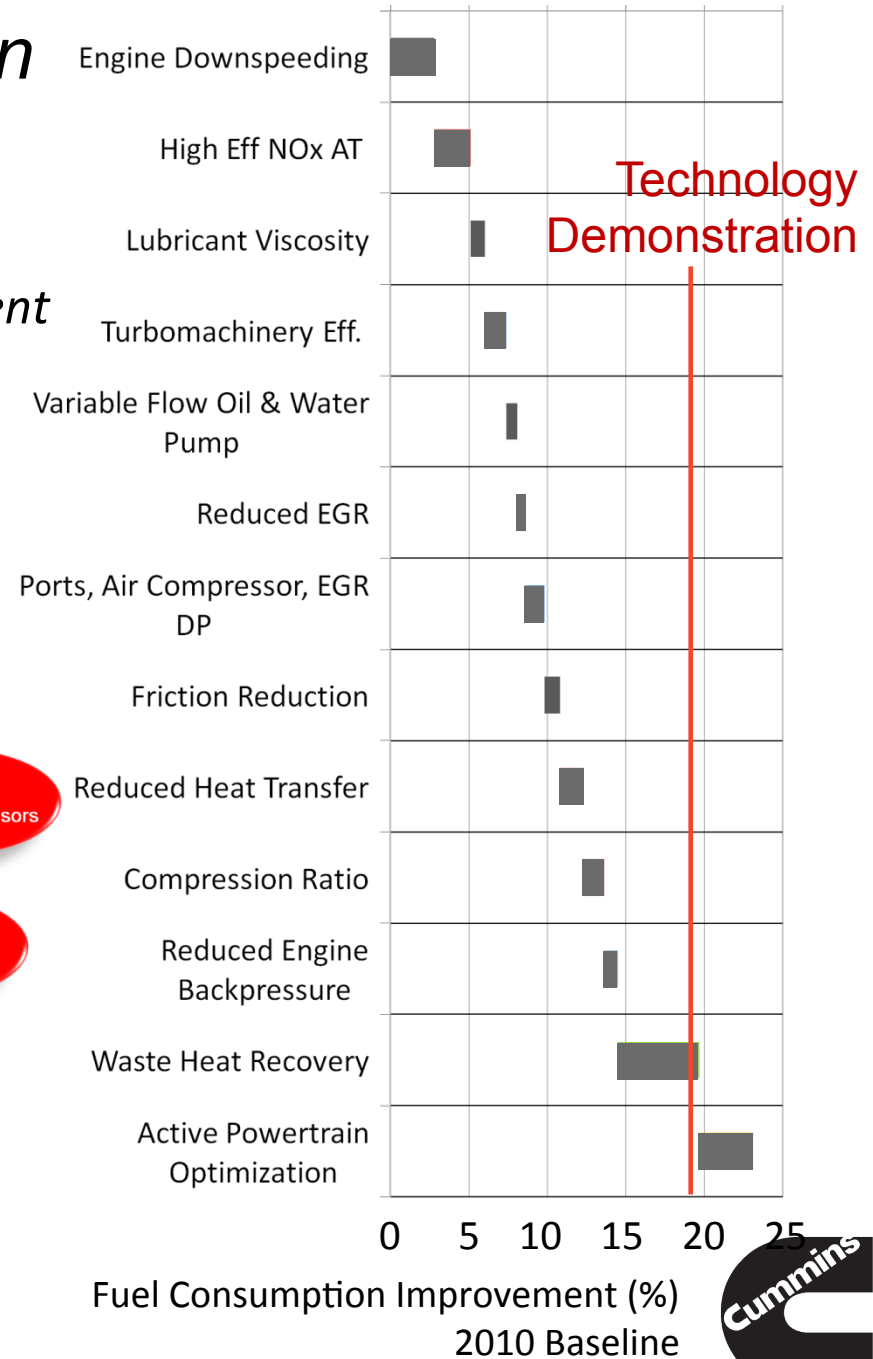 n
Engine Downspeeding
High Eff NOx AT
Technology
Demonstration
Lubricant Viscosity
ent
Turbomachinery Eff.
Variable Flow Oil & Water
Pump
Reduced EGR
Ports, Air Compressor, EGR
DP
Friction Reduction
Reduced Heat Transfer
sors
Compression Ratio
Reduced Engine
Backpressure
Waste Heat Recovery
Active Powertrain
Optimization
0 5 10 15 20 25
Fuel Consumption Improvement (%)
2010 Baseline
Cummins